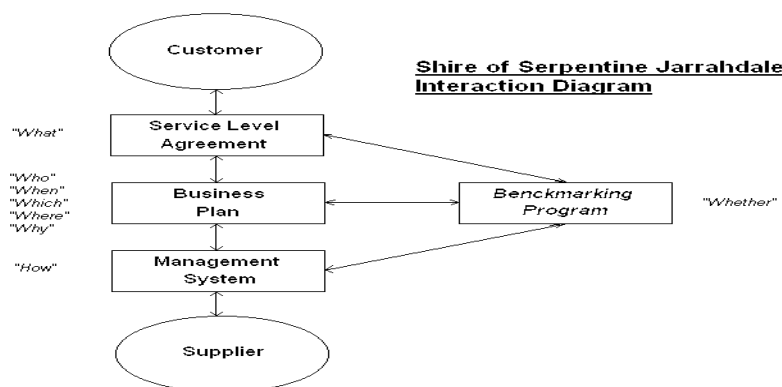 Customer
Shire of Serpentine Jarrahdale
Interaction Diagram
"What"
Service Level
Agreement
"Who"
"When"
"Which"
"Where"
"Why"
Business
Plan
Benckmarking
Program
"Whether"
"How"
Management
System
Supplier